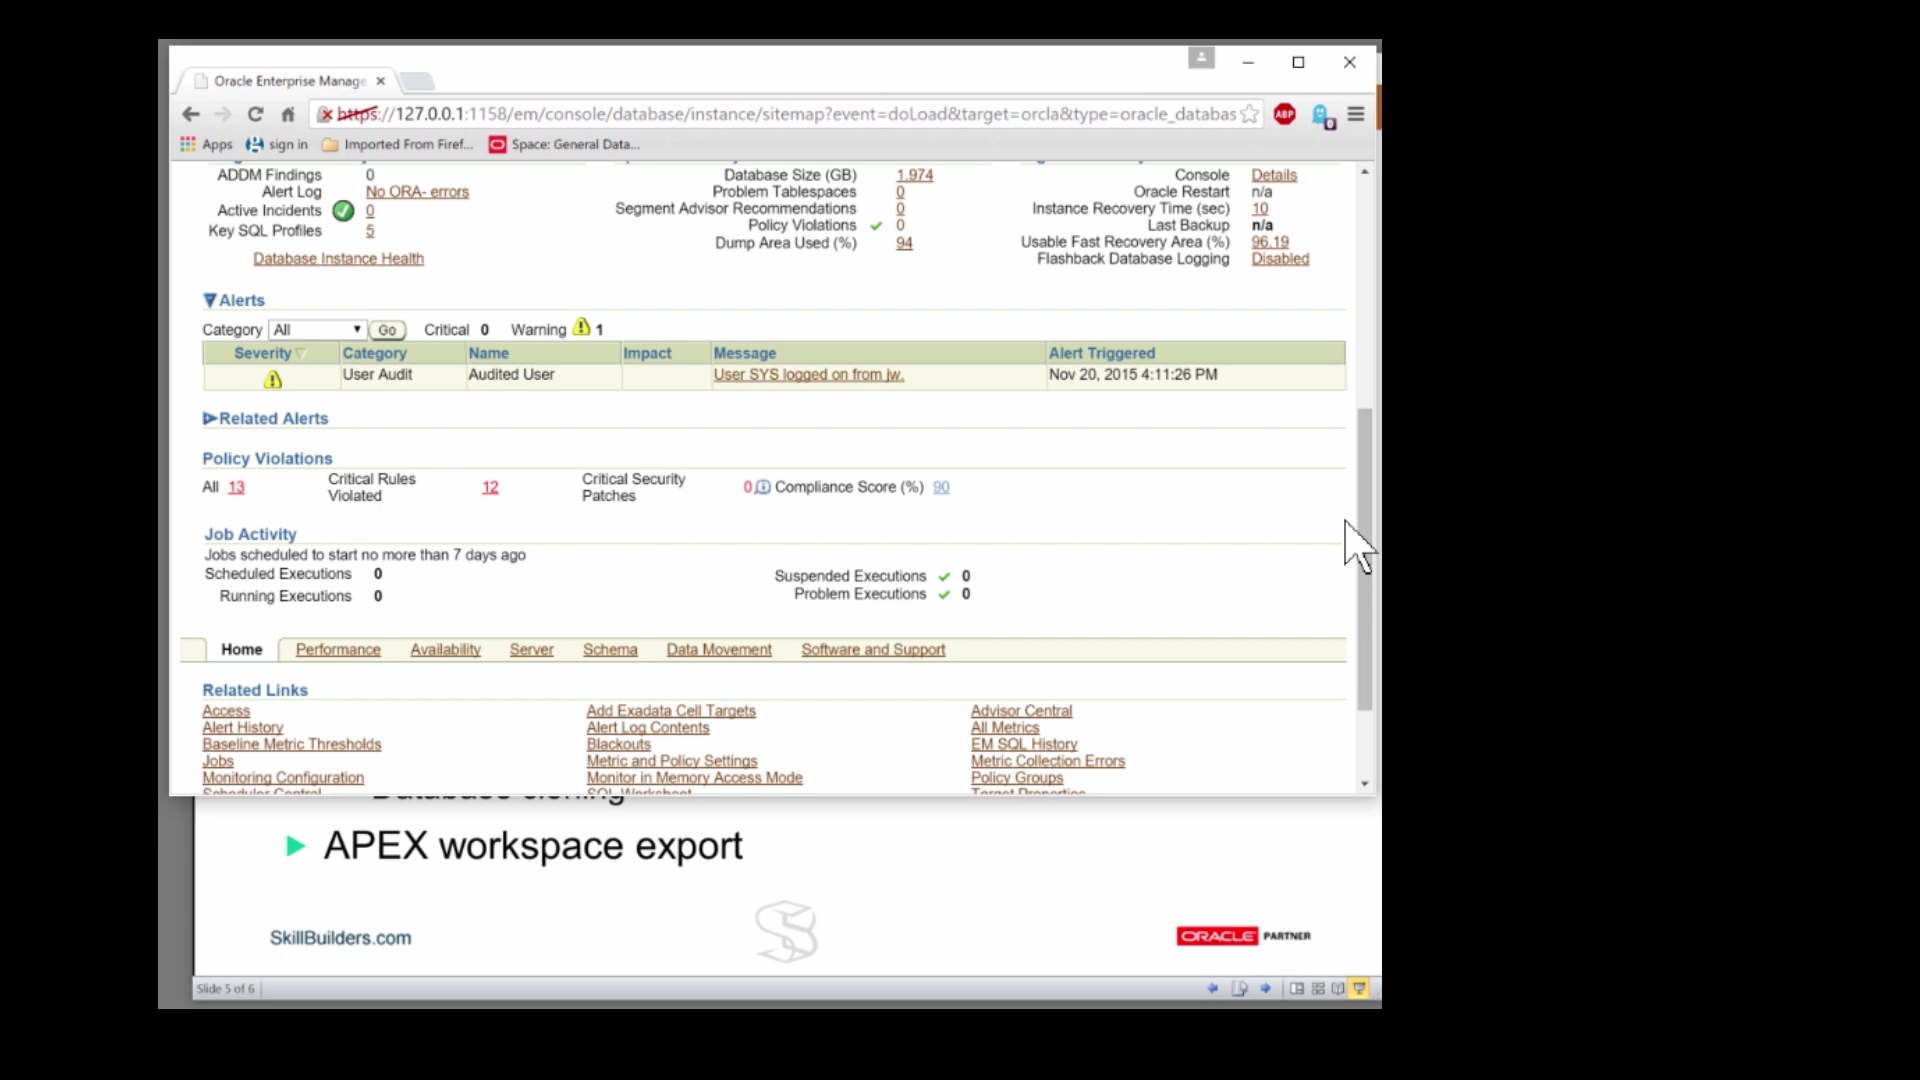 Oracle Enterprise Manage
https://127.0.0.1:1158/em/console/database/instance/sitemap?event=doLoad&target=orcla&type=oracle_databas
ABP
0
Apps sign in Imported From Firef... Space: General Data...
ADDM Findings 0 Database Size (GB) 1.974 Console Details
Alert Log No ORA- errors Problem Tablespaces 0 Oracle Restart n/a
Active Incidents 0 Segment Advisor Recommendations 0 Instance Recovery Time (sec) 10
Policy Violations 0 Last Backup n/a
Key SQL Profiles 5 Dump Area Used (%) 94 Usable Fast Recovery Area (%) 96.19
Database Instance Health Flashback Database Logging Disabled
Alerts
Category All Go Critical 0 Warning 1
Severity Category Name Impact Message Alert Triggered
User Audit Audited User User SYS logged on from jw. Nov 20, 2015 4:11:26 PM
Related Alerts
Policy Violations
All 13 Critical Rules Violated 12 Critical Security Patches 0 Compliance Score (%) 90
Job Activity
Jobs scheduled to start no more than 7 days ago
Scheduled Executions 0 Suspended Executions 0
Running Executions 0 Problem Executions 0
Home Performance Availability Server Schema Data Movement Software and Support
Related Links
Access Add Exadata Cell Targets Advisor Central
Alert History Alert Log Contents All Metrics
Baseline Metric Thresholds Blackouts EM SQL History
Jobs Metric and Policy Settings Metric Collection Errors
Monitoring Configuration Monitor in Memory Access Mode Policy Groups
Scheduler Control SQL Worksheet Target Properties
Database cloning
APEX workspace export
SkillBuilders.com
ORACLE PARTNER
Slide 5 of 6